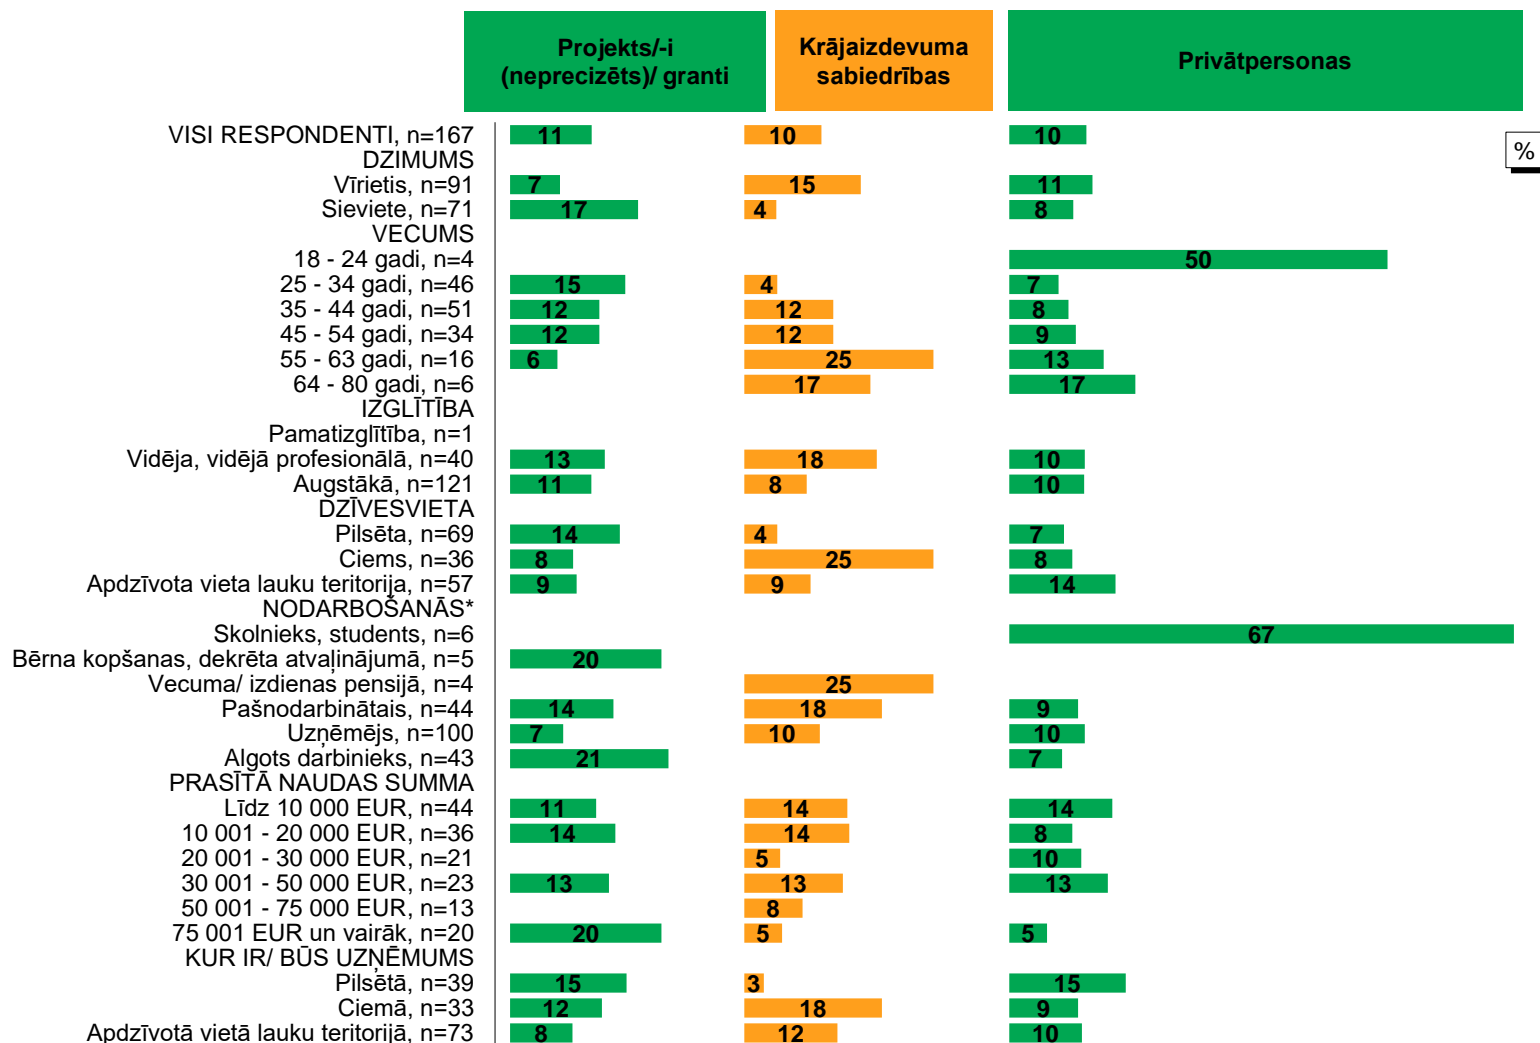 Projekts/-i
(neprecizēts)/ granti
Krājaizdevuma
sabiedrības
Privātpersonas
%
VISI RESPONDENTI, n=167 11 10 10
DZIMUMS
Vīrietis, n=91 7 15 11
Sieviete, n=71 17 4 8
VECUMS
18 - 24 gadi, n=4 50
25 - 34 gadi, n=46 15 4 7
35 - 44 gadi, n=51 12 12 8
45 - 54 gadi, n=34 12 12 9
55 - 63 gadi, n=16 6 25 13
64 - 80 gadi, n=6 17 17
IZGLĪTĪBA
Pamatizglītība, n=1
Vidēja, vidējā profesionālā, n=40 13 18 10
Augstākā, n=121 11 8 10
DZĪVESVIETA
Pilsēta, n=69 14 4 7
Ciems, n=36 8 25 8
Apdzīvota vieta lauku teritorija, n=57 9 9 14
NODARBOŠANĀS*
Skolnieks, students, n=6 67
Bērna kopšanas, dekrēta atvaļinājumā, n=5 20
Vecuma/ izdienas pensijā, n=4 25
Pašnodarbinātais, n=44 14 18 9
Uzņēmējs, n=100 7 10 10
Algots darbinieks, n=43 21 7
PRASĪTĀ NAUDAS SUMMA
Līdz 10 000 EUR, n=44 11 14 14
10 001 - 20 000 EUR, n=36 14 14 8
20 001 - 30 000 EUR, n=21 5 10
30 001 - 50 000 EUR, n=23 13 13 13
50 001 - 75 000 EUR, n=13 8
75 001 EUR un vairāk, n=20 20 5 5
KUR IR/ BŪS UZŅĒMUMS
Pilsētā, n=39 15 3 15
Ciemā, n=33 12 18 9
Apdzīvotā vietā lauku teritorijā, n=73 8 12 10